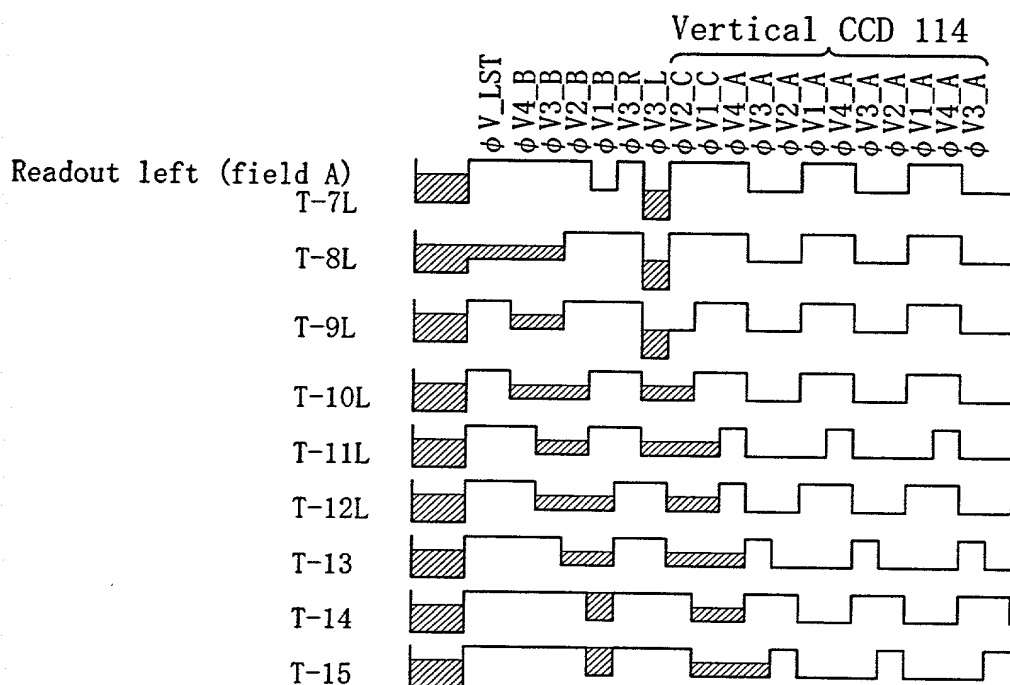 Vertical CCD 114
φV_LST
φV4_B
φV3_B
φV2_B
φV1_B
φV3_R
φV3_L
φV2_C
φV1_C
φV4_A
φV3_A
φV2_A
φV1_A
φV4_A
φV3_A
φV2_A
φV1_A
φV4_A
φV3_A
Readout left (field A)
T-7L
T-8L
T-9L
T-10L
T-11L
T-12L
T-13
T-14
T-15